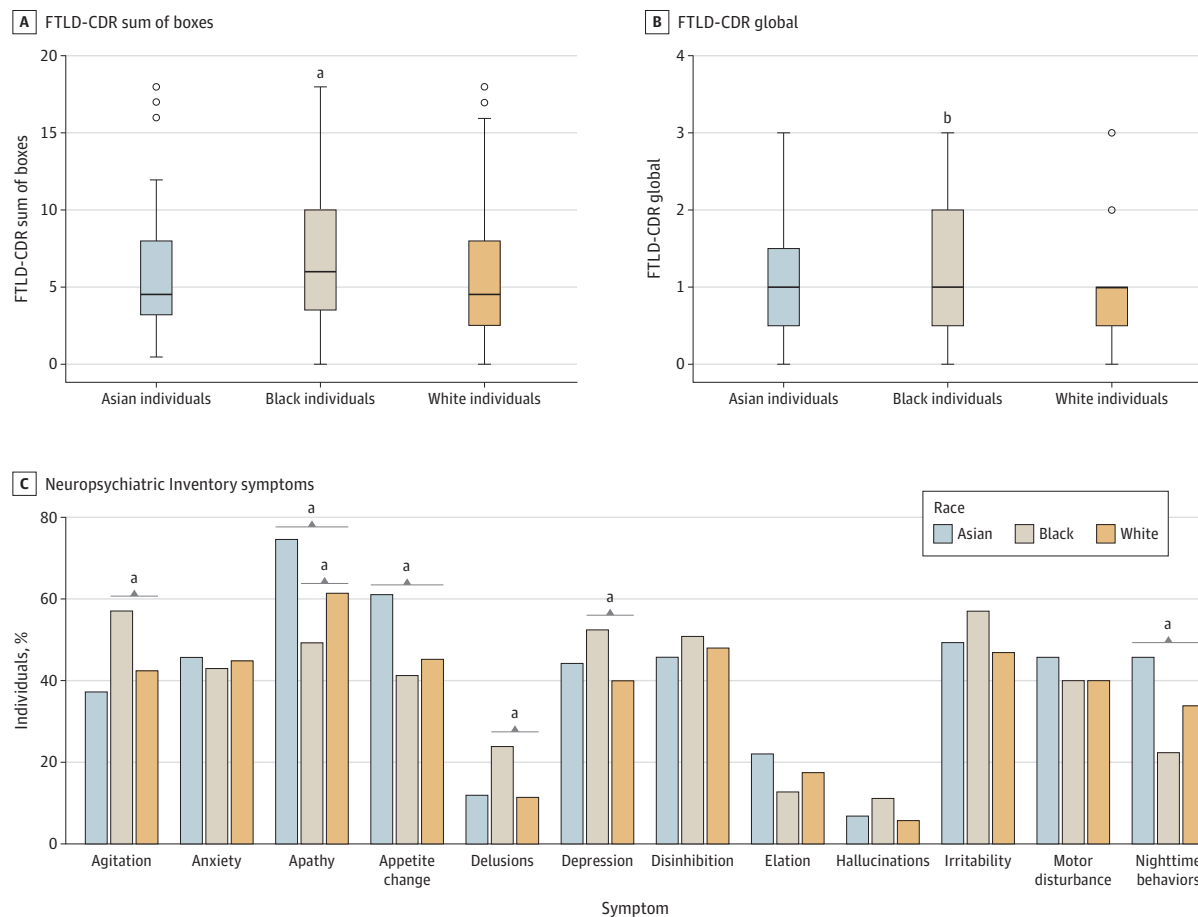 A FTLD-CDR sum of boxes
20
15
10
5
0
FTLD-CDR sum of boxes
a
Asian individuals
Black individuals
White individuals
B FTLD-CDR global
4
3
2
1
0
FTLD-CDR global
b
Asian individuals
Black individuals
White individuals
C Neuropsychiatric Inventory symptoms
80
60
40
20
0
Individuals, %
Race
Asian
Black
White
a
a
a
a
a
a
a
Agitation
Anxiety
Apathy
Appetite
change
Delusions
Depression
Disinhibition
Elation
Hallucinations
Irritability
Motor
disturbance
Nighttime
behaviors
Symptom